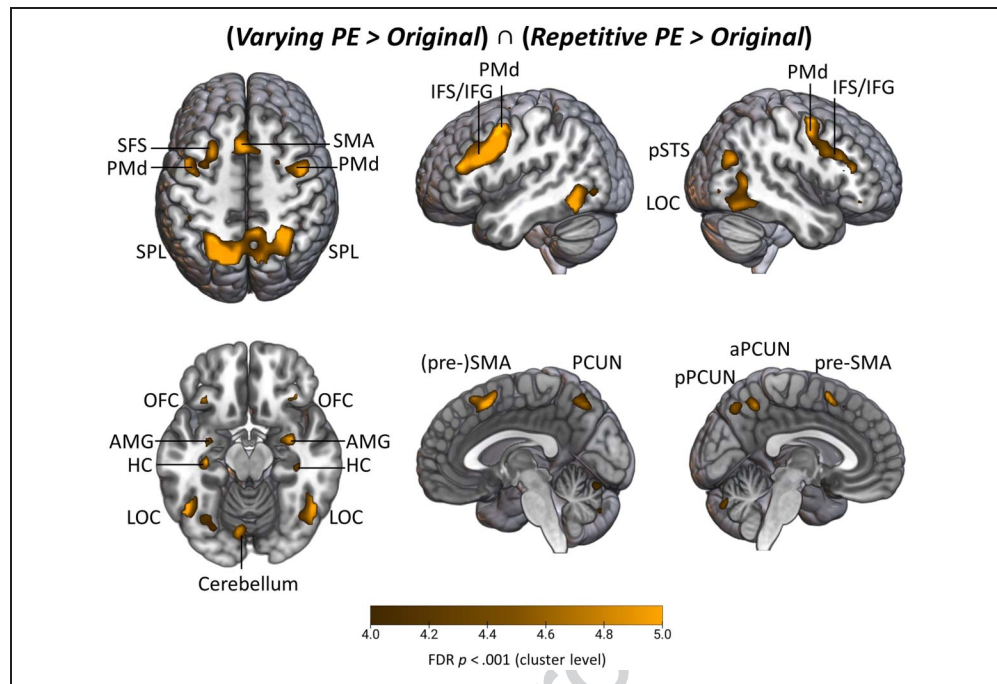 (Varying PE > Original) ∩ (Repetitive PE > Original)
PMd
IFS/IFG
PMd
IFS/IFG
SFS
SMA
PMd
PMd
pSTS
LOC
SPL
SPL
(pre-)SMA
PCUN
aPCUN
pPCUN
pre-SMA
OFC
OFC
AMG
AMG
HC
HC
LOC
LOC
Cerebellum
4.0 4.2 4.4 4.6 4.8 5.0
FDR p < .001 (cluster level)